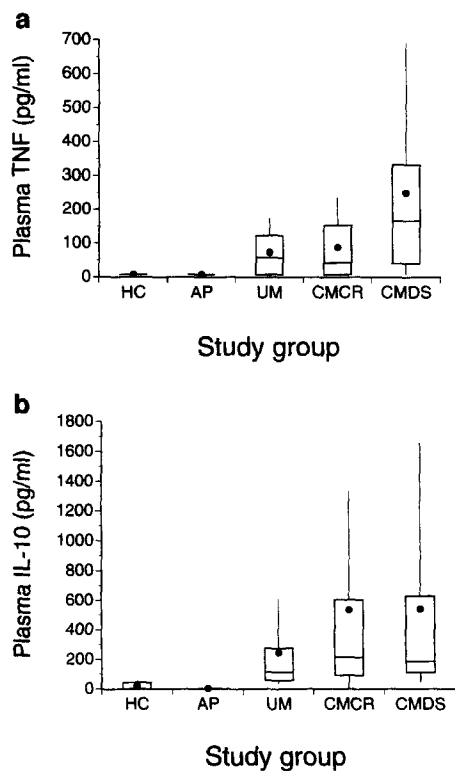 a
Plasma TNF (pg/ml)
700
600
500
400
300
200
100
0
HC AP UM CMCR CMDS
Study group
b
Plasma IL-10 (pg/ml)
1800
1600
1400
1200
1000
800
600
400
200
0
HC AP UM CMCR CMDS
Study group